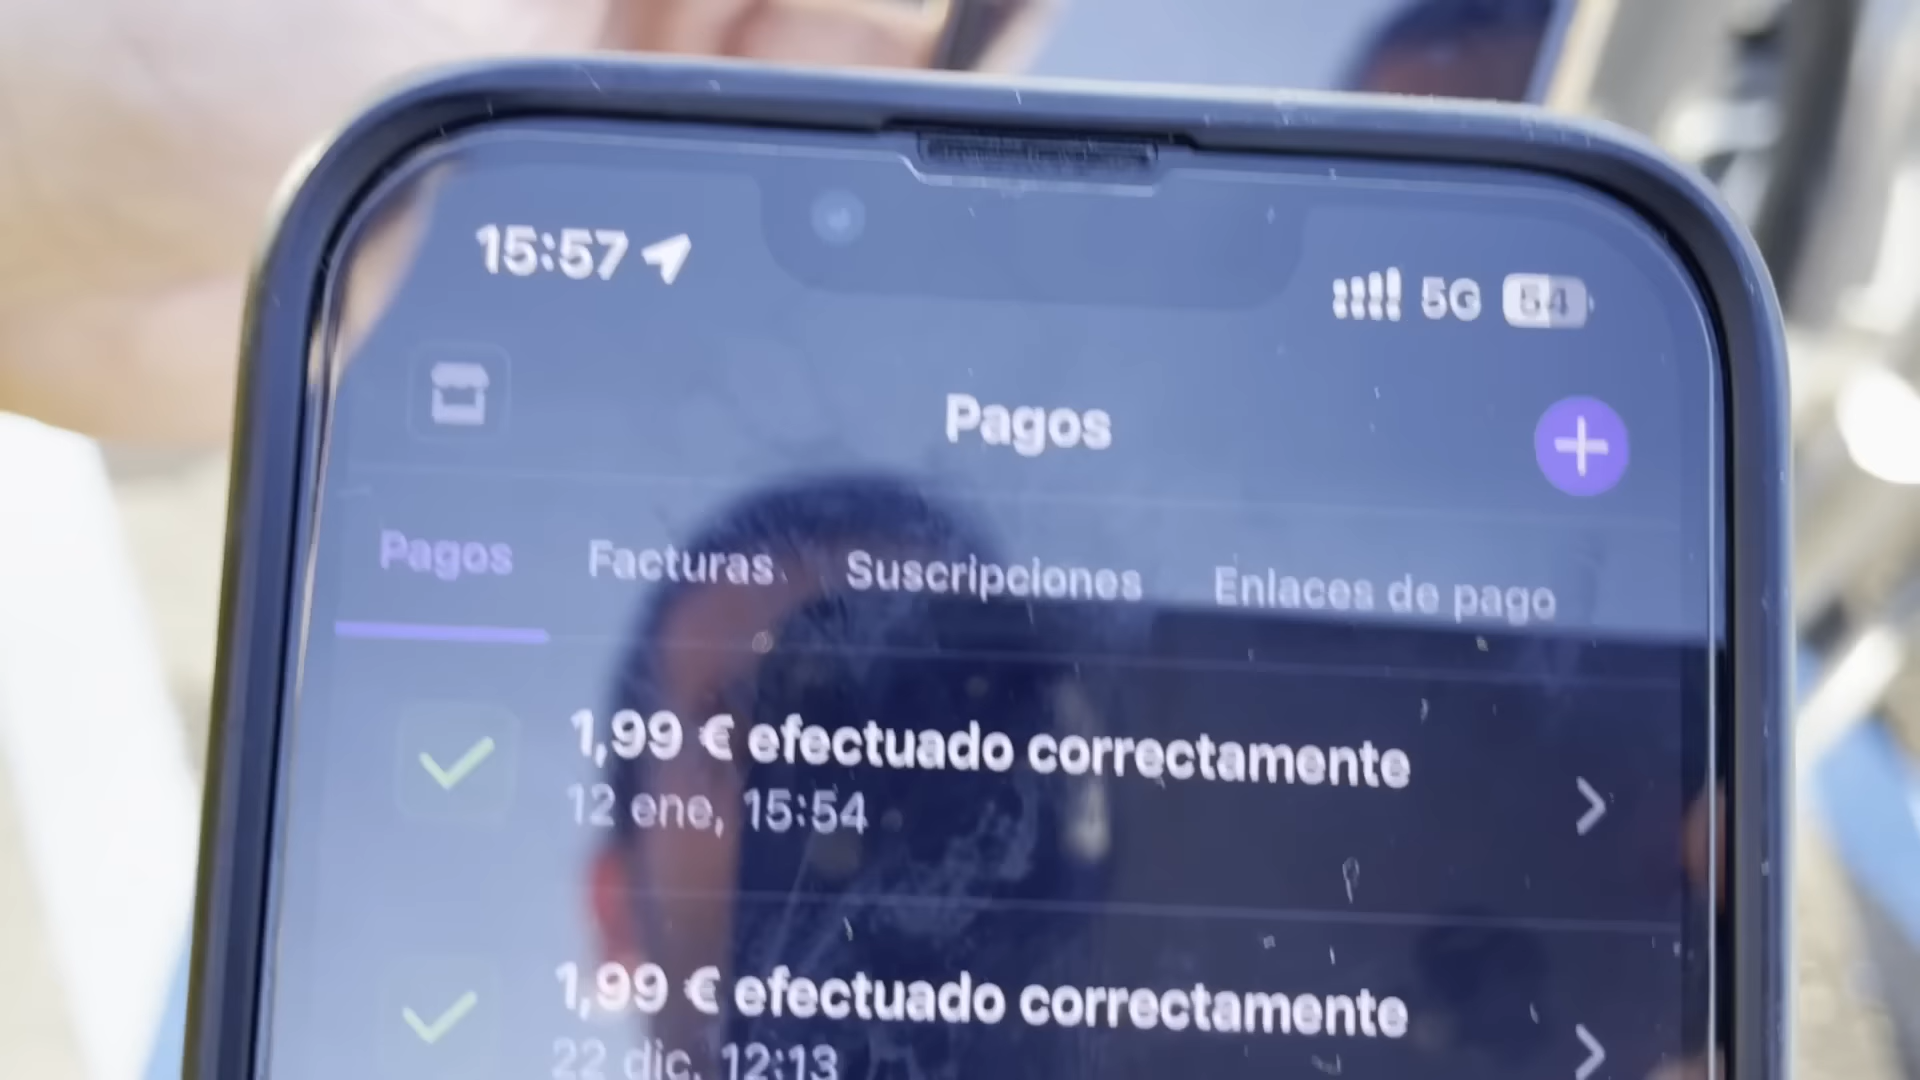 15:57
5G 54
Pagos
Pagos Facturas Suscripciones Enlaces de pago
1,99 € efectuado correctamente
12 ene, 15:54
1,99 € efectuado correctamente
22 dic, 12:13